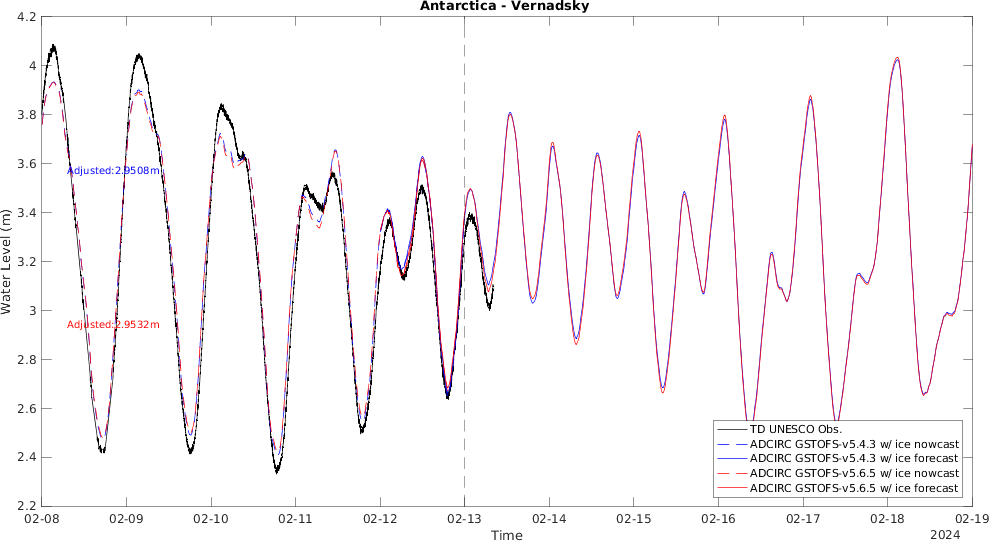 Antarctica - Vernadsky
4.2
4
3.8
3.6
3.4
3.2
3
2.8
2.6
2.4
2.2
Water Level (m)
Adjusted:2.9508m
Adjusted:2.9532m
TD UNESCO Obs.
ADCIRC GSTOFS-v5.4.3 w/ ice nowcast
ADCIRC GSTOFS-v5.4.3 w/ ice forecast
ADCIRC GSTOFS-v5.6.5 w/ ice nowcast
ADCIRC GSTOFS-v5.6.5 w/ ice forecast
02-08 02-09 02-10 02-11 02-12 02-13 02-14 02-15 02-16 02-17 02-18 02-19
Time
2024